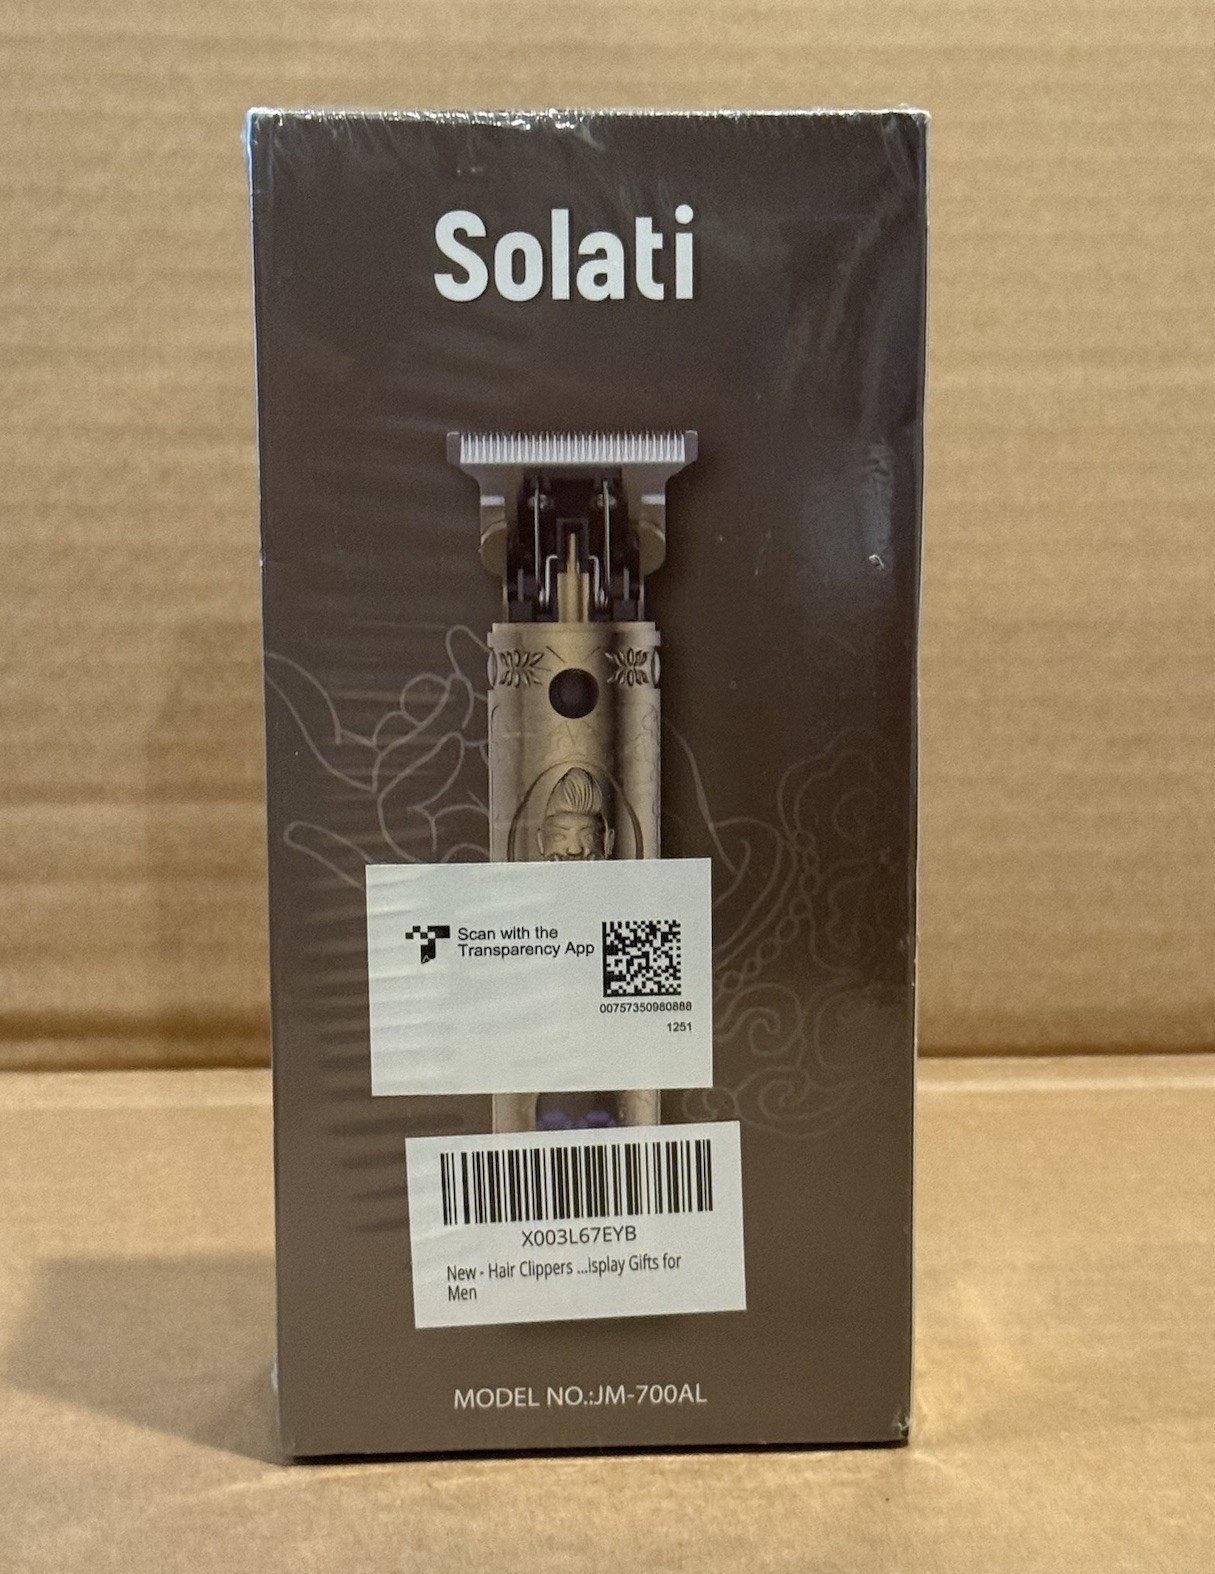 Solati
Scan with the
Transparency App
00757350980888
1251
X003L67EYB
New - Hair Clippers ...isplay Gifts for
Men
MODEL NO.:JM-700AL